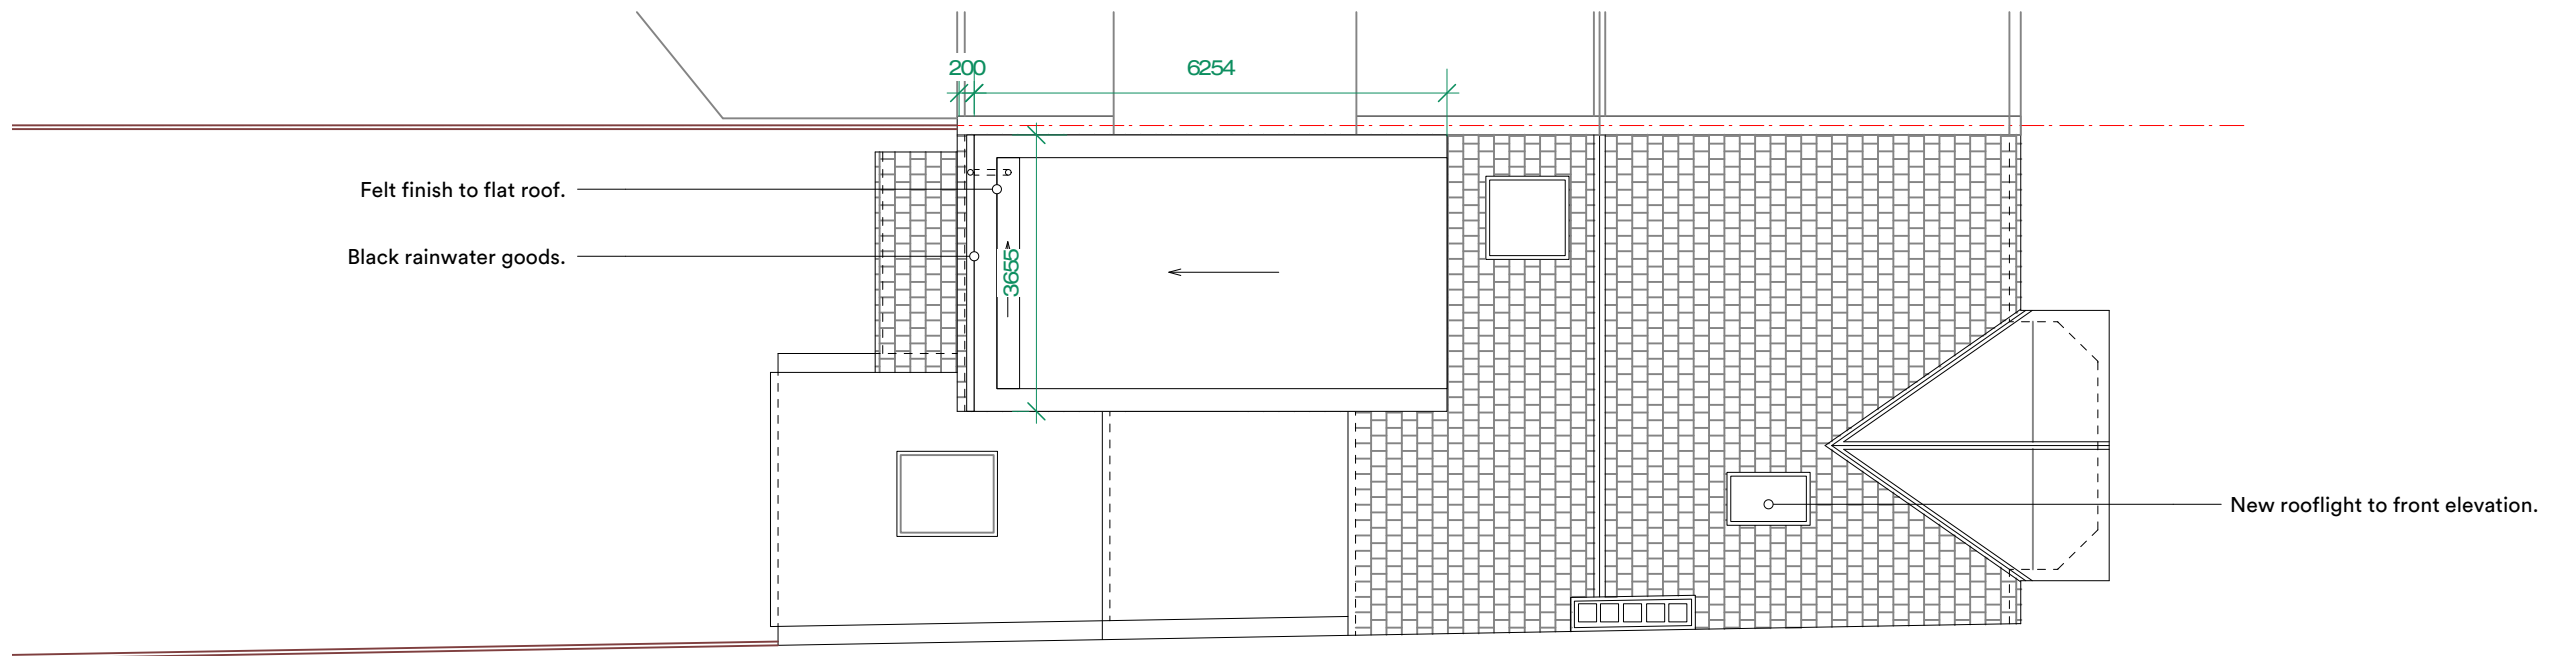 200
6254
Felt finish to flat roof.
Black rainwater goods.
3655
New rooflight to front elevation.